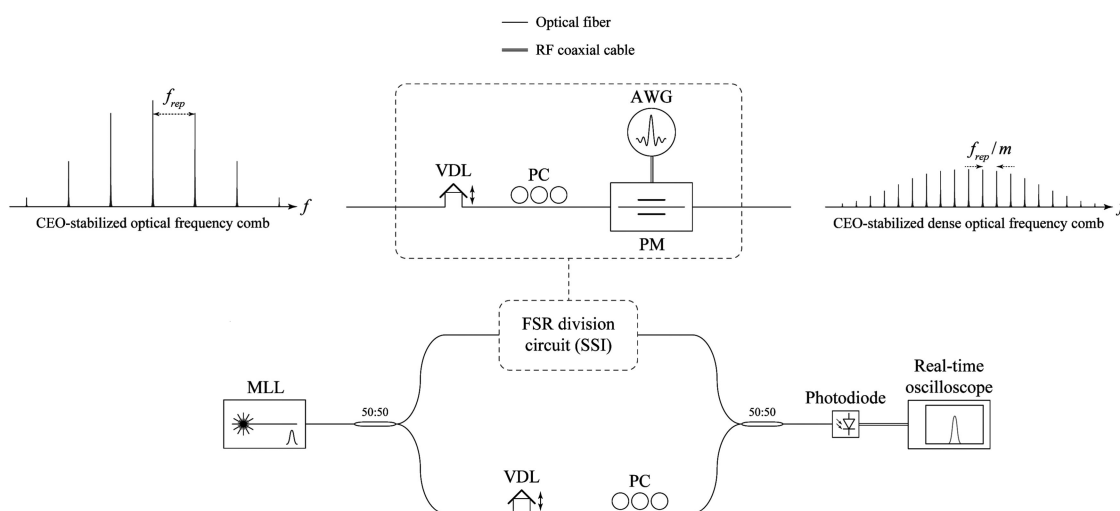 Optical fiber
RF coaxial cable
f_rep
f
CEO-stabilized optical frequency comb
AWG
VDL
PC
PM
f_rep/m
CEO-stabilized dense optical frequency comb
FSR division
circuit (SSI)
MLL
50:50
50:50
Photodiode
Real-time
oscilloscope
VDL
PC